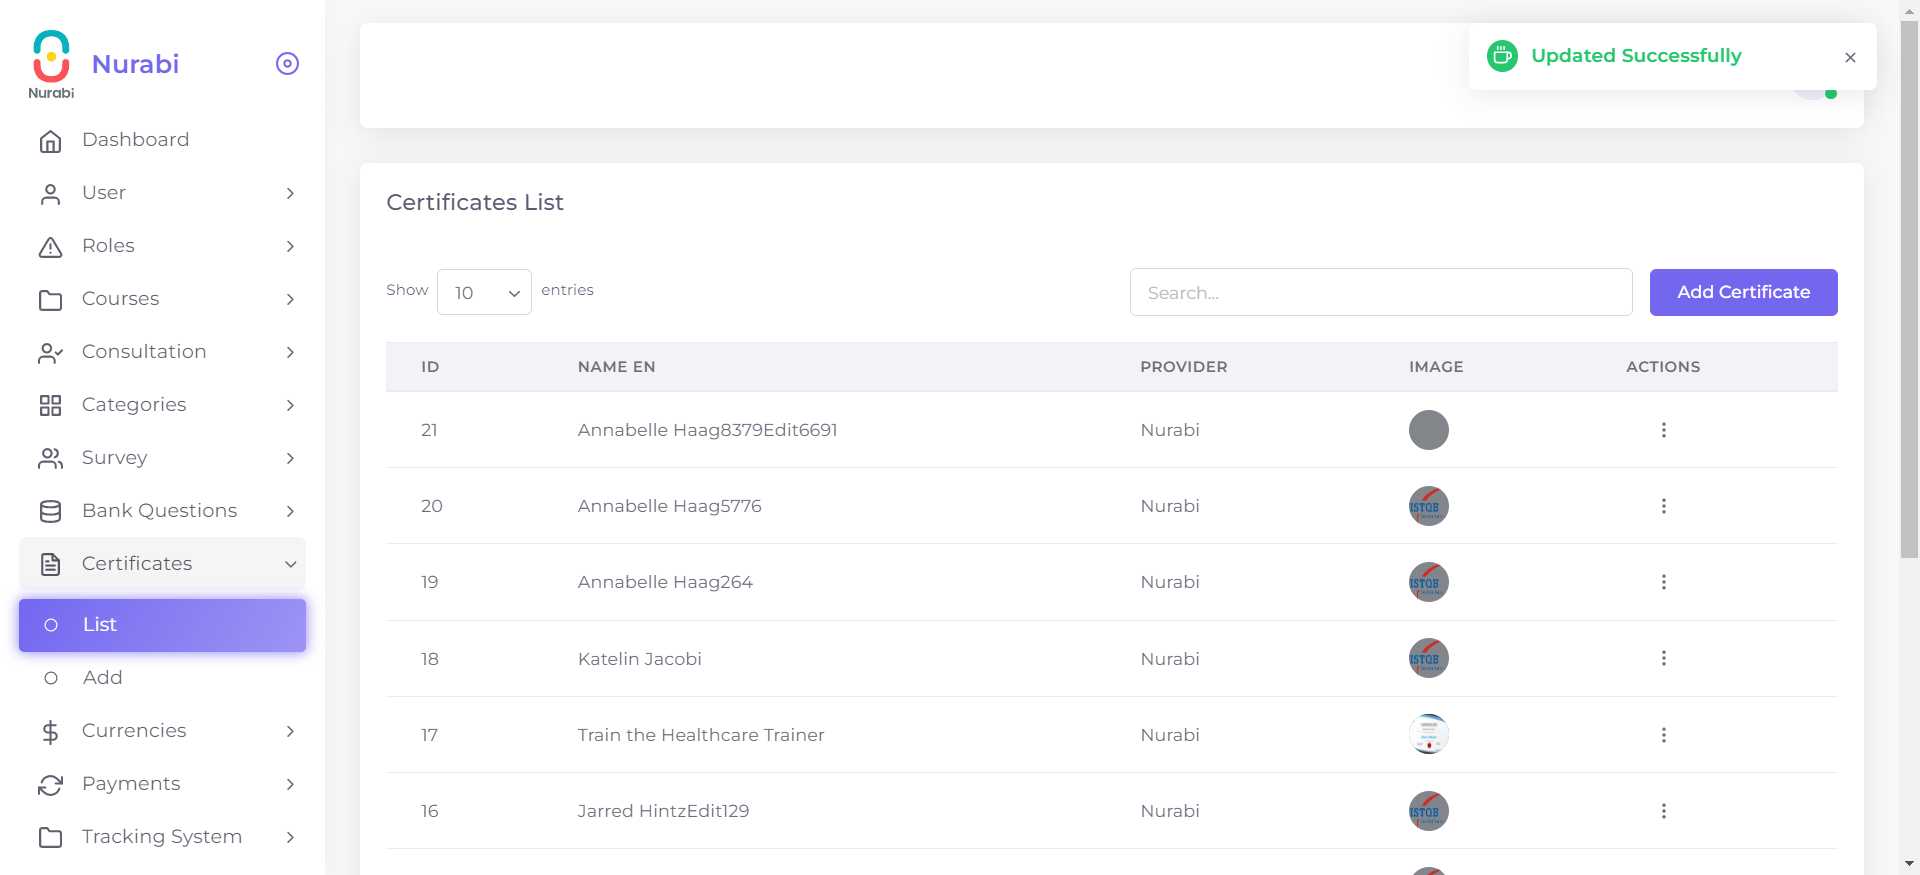 Nurabi
Nurabi
Updated Successfully
Dashboard
User
Roles
Courses
Consultation
Categories
Survey
Bank Questions
Certificates
List
Add
Currencies
Payments
Tracking System
Certificates List
Show 10 entries
Search...
Add Certificate
ID NAME EN PROVIDER IMAGE ACTIONS
21 Annabelle Haag8379Edit6691 Nurabi
20 Annabelle Haag5776 Nurabi ISTQB
19 Annabelle Haag264 Nurabi ISTQB
18 Katelin Jacobi Nurabi ISTQB
17 Train the Healthcare Trainer Nurabi
16 Jarred HintzEdit129 Nurabi ISTQB